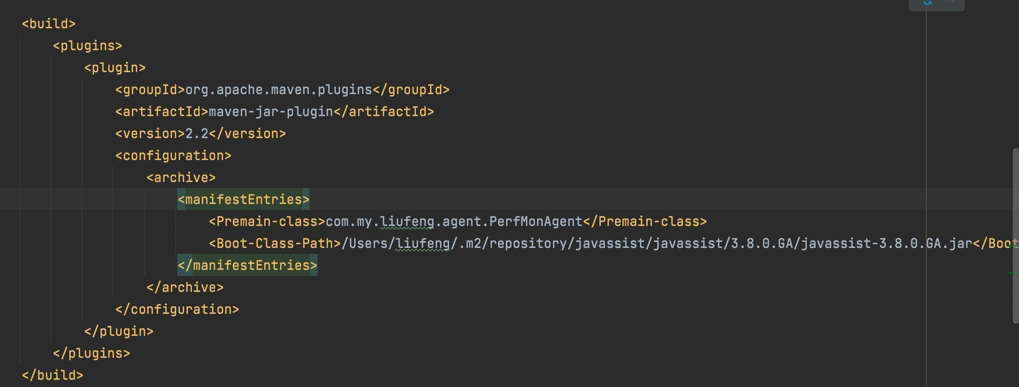 <build>
<plugins>
<plugin>
<groupId>org.apache.maven.plugins</groupId>
<artifactId>maven-jar-plugin</artifactId>
<version>2.2</version>
<configuration>
<archive>
<manifestEntries>
<Premain-class>com.my.liufeng.agent.PerfMonAgent</Premain-class>
<Boot-Class-Path>/Users/liufeng/.m2/repository/javassist/javassist/3.8.0.GA/javassist-3.8.0.GA.jar</Boot
</manifestEntries>
</archive>
</configuration>
</plugin>
</plugins>
</build>